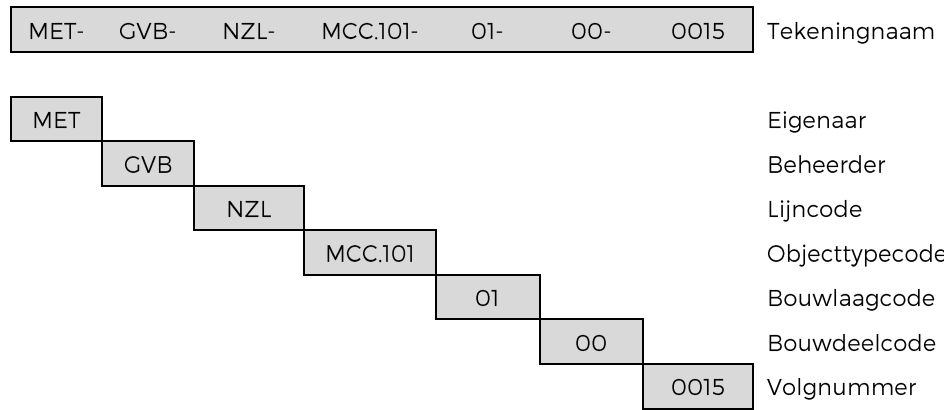 MET- GVB- NZL- MCC.101- 01- 00- 0015 Tekeningnaam
MET Eigenaar
GVB Beheerder
NZL Lijncode
MCC.101 Objecttypecode
01 Bouwlaagcode
00 Bouwdeelcode
0015 Volgnummer